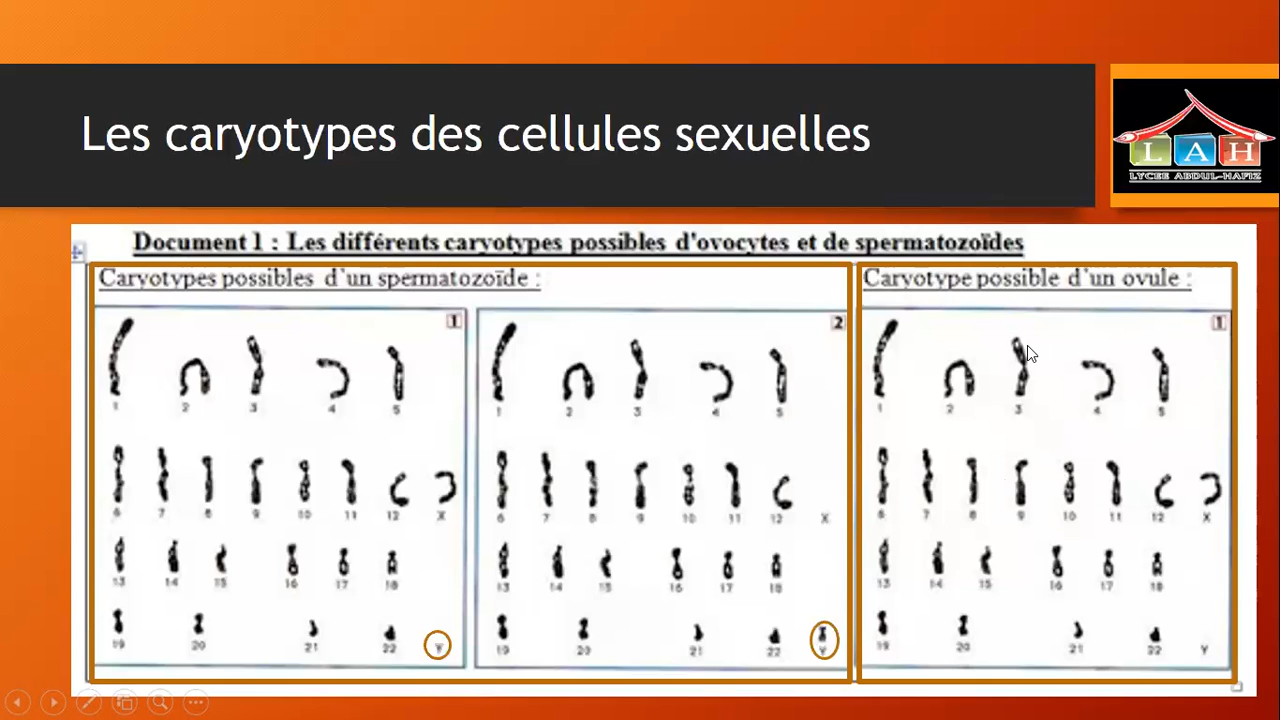 Les caryotypes des cellules sexuelles
L A H
LYCEE ABDUL-HAFIZ
Document 1 : Les différents caryotypes possibles d'ovocytes et de spermatozoïdes
Caryotypes possibles d'un spermatozoïde :
1
1 2 3 4 5
6 7 8 9 10 11 12 X
13 14 15 16 17 18
19 20 21 22 Y
2
1 2 3 4 5
6 7 8 9 10 11 12 X
13 14 15 16 17 18
19 20 21 22 Y
Caryotype possible d'un ovule :
1
1 2 3 4 5
6 7 8 9 10 11 12 X
13 14 15 16 17 18
19 20 21 22 Y